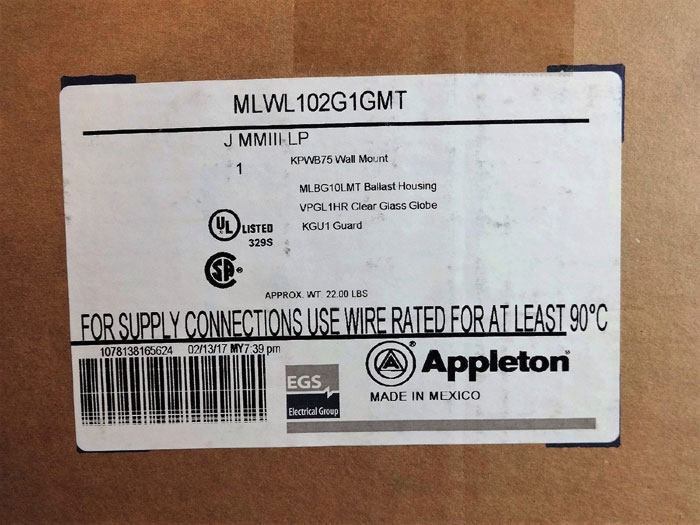 MLWL102G1GMT
J MMIII LP
1
KPWB75 Wall Mount
MLBG10LMT Ballast Housing
VPGL1HR Clear Glass Globe
KGU1 Guard
UL LISTED
329S
SA ®
APPROX. WT. 22.00 LBS
FOR SUPPLY CONNECTIONS USE WIRE RATED FOR AT LEAST 90°C
1078138165624 02/13/17 MY7:39 pm
EGS
Electrical Group
A ® Appleton
MADE IN MEXICO